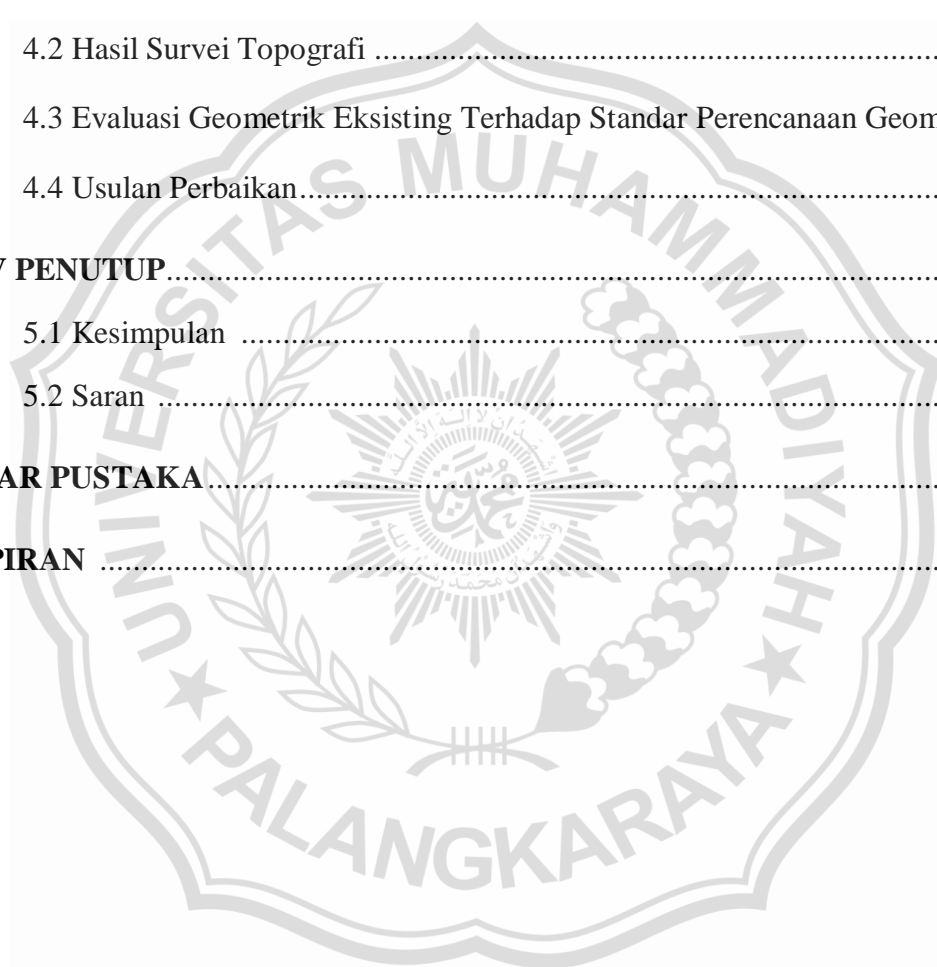 4.2 Hasil Survei Topografi ........................................................................
4.3 Evaluasi Geometrik Eksisting Terhadap Standar Perencanaan Geom
4.4 Usulan Perbaikan.................................................................................
V PENUTUP..................................................................................................
5.1 Kesimpulan ........................................................................................
5.2 Saran ..................................................................................................
AR PUSTAKA..............................................................................................
PIRAN ..........................................................................................................
UNIVERSITAS MUHAMMADIYAH
PALANGKARAYA